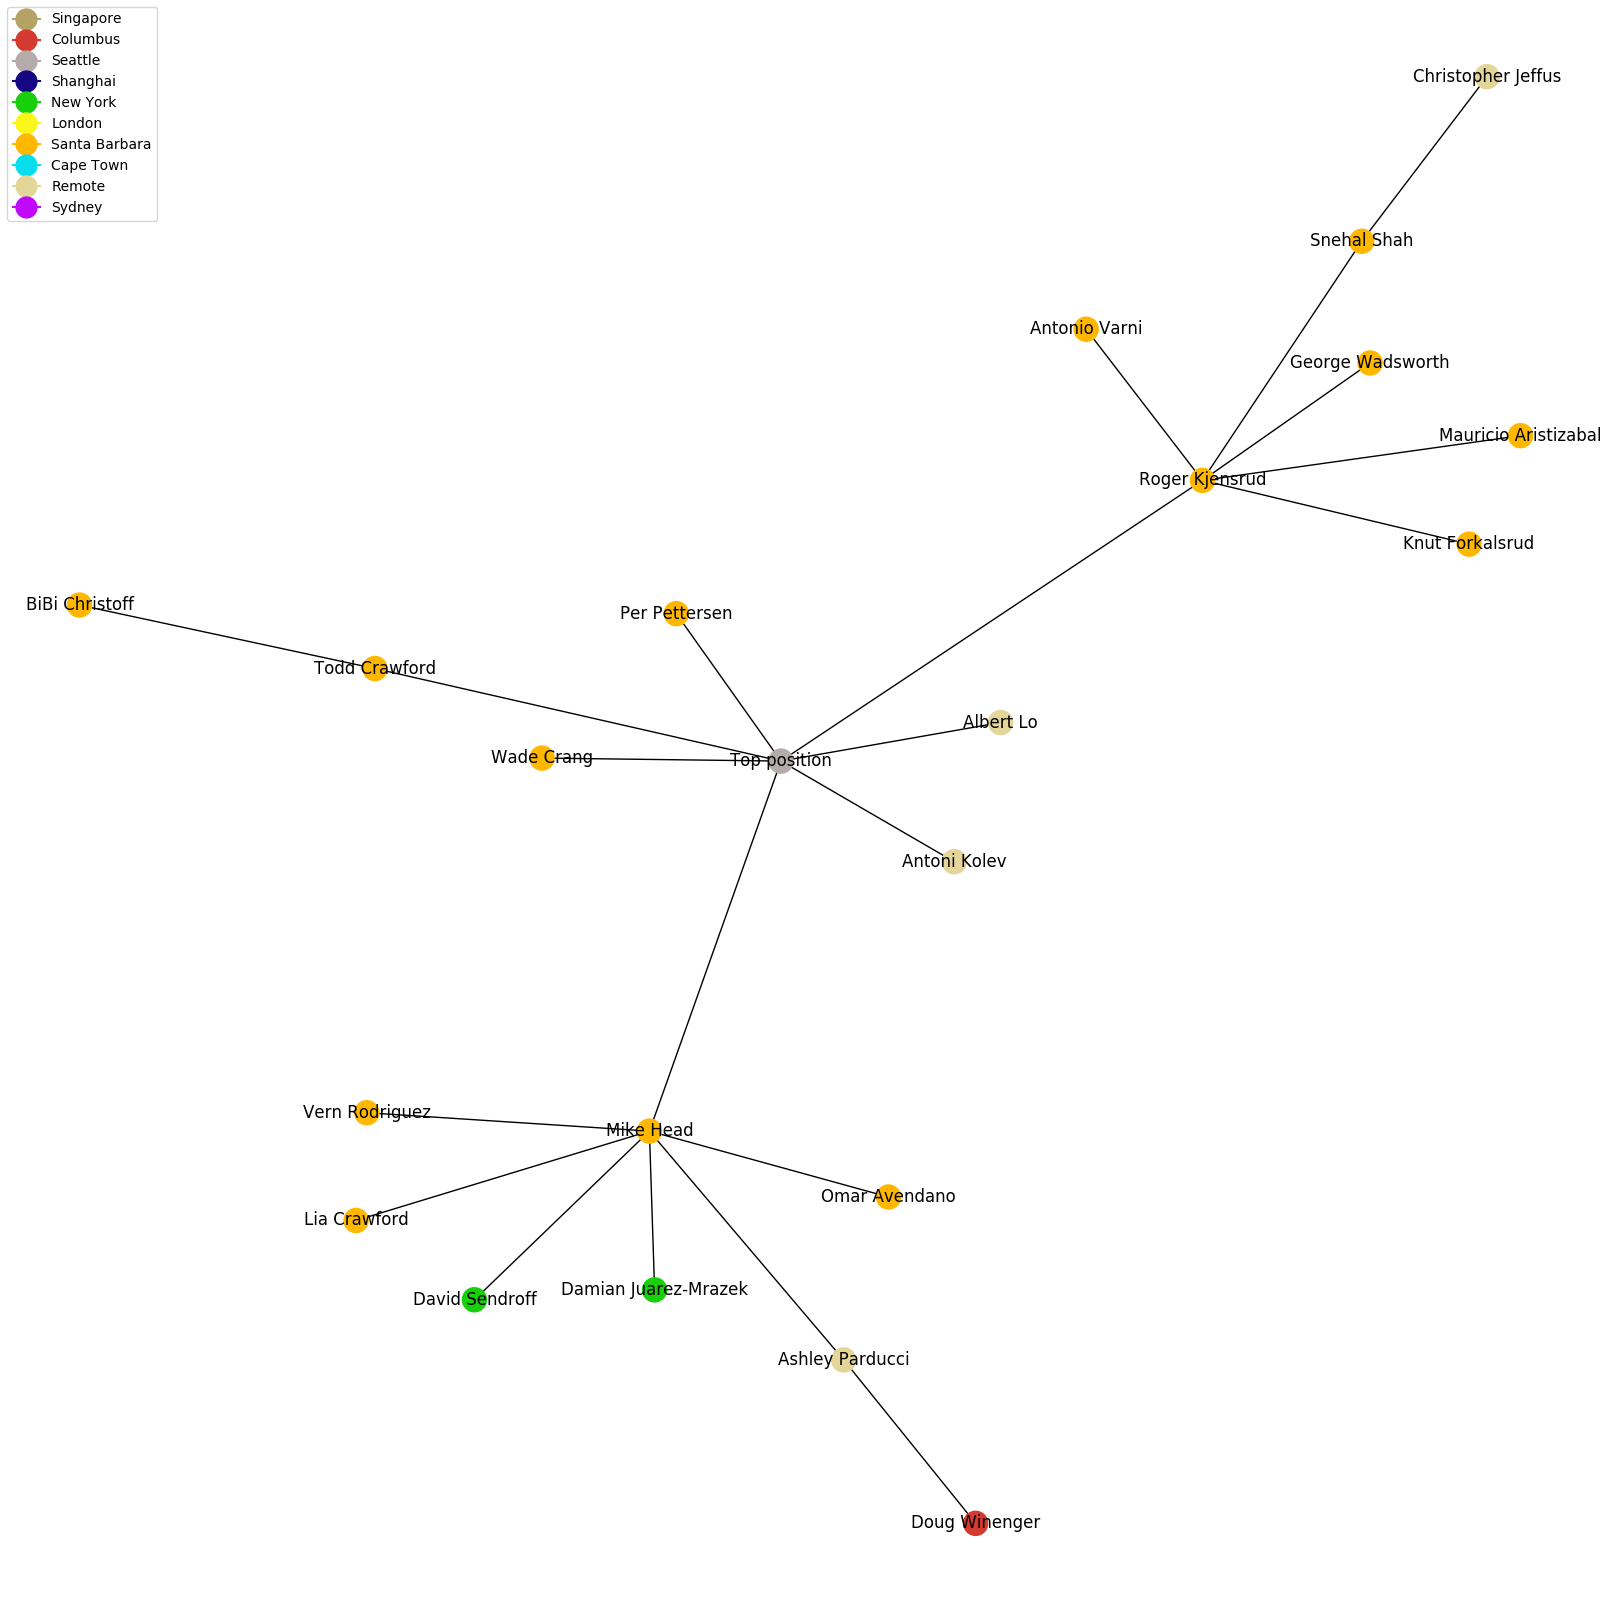 Singapore
Columbus
Seattle
Shanghai
New York
London
Santa Barbara
Cape Town
Remote
Sydney
Christopher Jeffus
Snehal Shah
Antonio Varni
George Wadsworth
Mauricio Aristizabal
Roger Kjensrud
Knut Forkalsrud
BiBi Christoff
Per Pettersen
Todd Crawford
Albert Lo
Wade Crang
Top position
Antoni Kolev
Vern Rodriguez
Mike Head
Omar Avendano
Lia Crawford
Damian Juarez-Mrazek
David Sendroff
Ashley Parducci
Doug Winenger